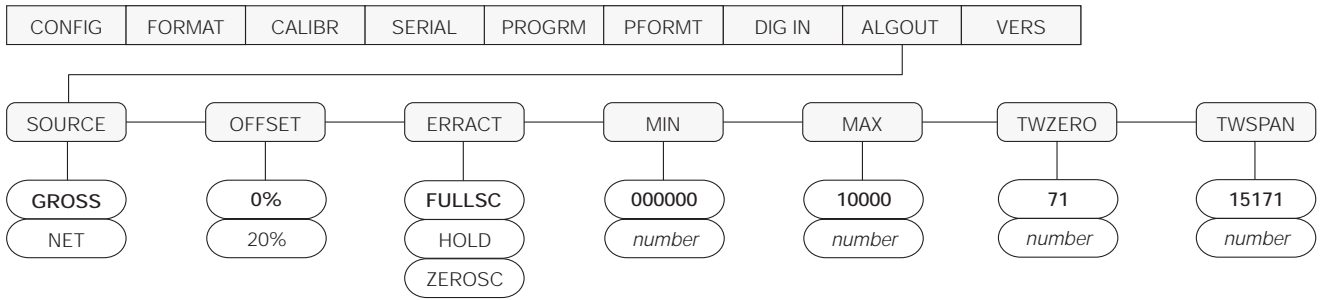 CONFIG FORMAT CALIBR SERIAL PROGRM PFORMT DIG IN ALGOUT VERS
SOURCE OFFSET ERRACT MIN MAX TWZERO TWSPAN
GROSS 0% FULLSC 000000 10000 71 15171
NET 20% HOLD number number number number
ZEROSC